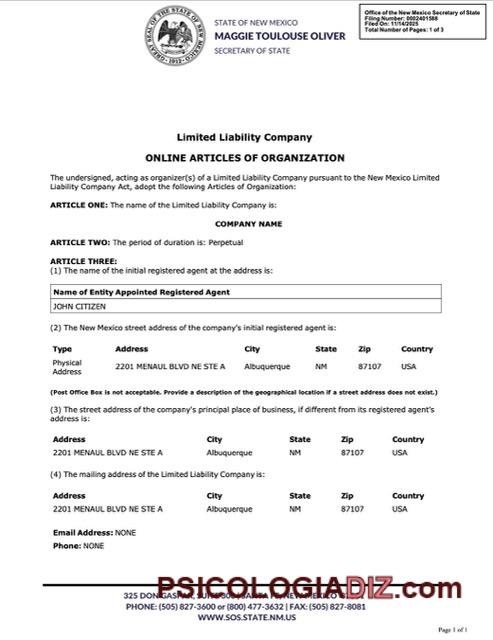 STATE OF NEW MEXICO
MAGGIE TOULOUSE OLIVER
SECRETARY OF STATE
Office of the New Mexico Secretary of State
Filing Number: 0002401588
Filed On: 11/14/2025
Total Number of Pages: 1 of 3
Limited Liability Company
ONLINE ARTICLES OF ORGANIZATION
The undersigned, acting as organizer(s) of a Limited Liability Company pursuant to the New Mexico Limited
Liability Company Act, adopt the following Articles of Organization:
ARTICLE ONE: The name of the Limited Liability Company is:
COMPANY NAME
ARTICLE TWO: The period of duration is: Perpetual
ARTICLE THREE:
(1) The name of the initial registered agent at the address is:
Name of Entity Appointed Registered Agent
JOHN CITIZEN
(2) The New Mexico street address of the company's initial registered agent is:
Type Address City State Zip Country
Physical Address 2201 MENAUL BLVD NE STE A Albuquerque NM 87107 USA
(Post Office Box is not acceptable. Provide a description of the geographical location if a street address does not exist.)
(3) The street address of the company's principal place of business, if different from its registered agent's
address is:
Address City State Zip Country
2201 MENAUL BLVD NE STE A Albuquerque NM 87107 USA
(4) The mailing address of the Limited Liability Company is:
Address City State Zip Country
2201 MENAUL BLVD NE STE A Albuquerque NM 87107 USA
Email Address: NONE
Phone: NONE
PSICOLOGIADIZ.com
325 DON GASPAR, SUITE 300 | SANTA FE, NEW MEXICO
PHONE: (505) 827-3600 or (800) 477-3632 | FAX: (505) 827-8081
WWW.SOS.STATE.NM.US
Page 1 of 1